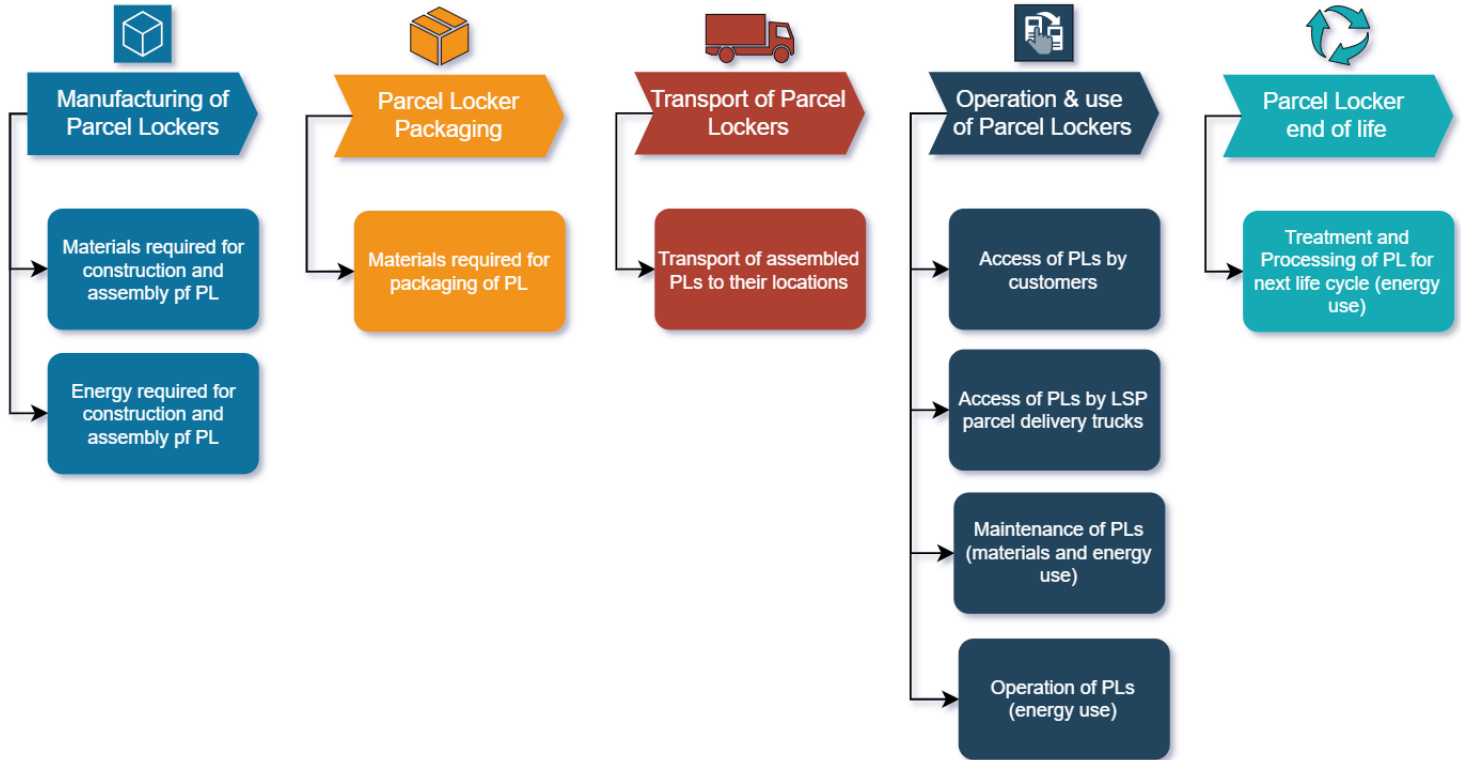 Manufacturing of
Parcel Lockers
Parcel Locker
Packaging
Transport of Parcel
Lockers
Operation & use
of Parcel Lockers
Parcel Locker
end of life
Materials required for
construction and
assembly pf PL
Energy required for
construction and
assembly pf PL
Materials required for
packaging of PL
Transport of assembled
PLs to their locations
Access of PLs by
customers
Access of PLs by LSP
parcel delivery trucks
Maintenance of PLs
(materials and energy
use)
Operation of PLs
(energy use)
Treatment and
Processing of PL for
next life cycle (energy
use)